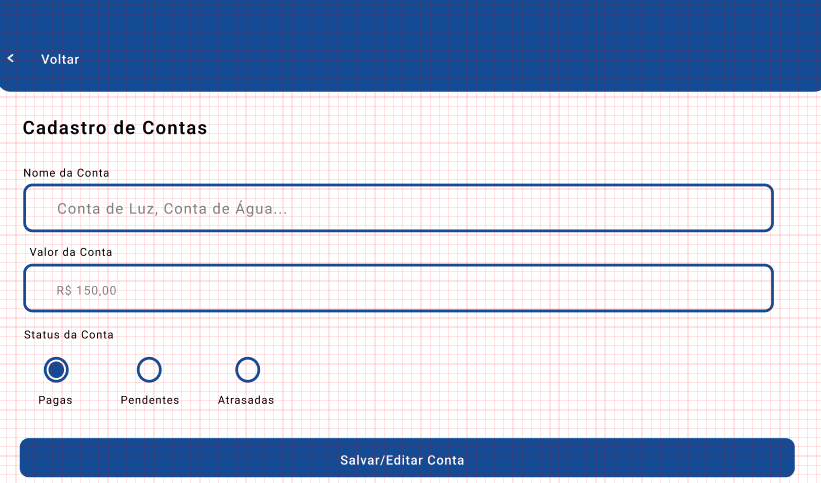 Voltar
Cadastro de Contas
Nome da Conta
Conta de Luz, Conta de Água...
Valor da Conta
R$ 150,00
Status da Conta
Pagas Pendentes Atrasadas
Salvar/Editar Conta